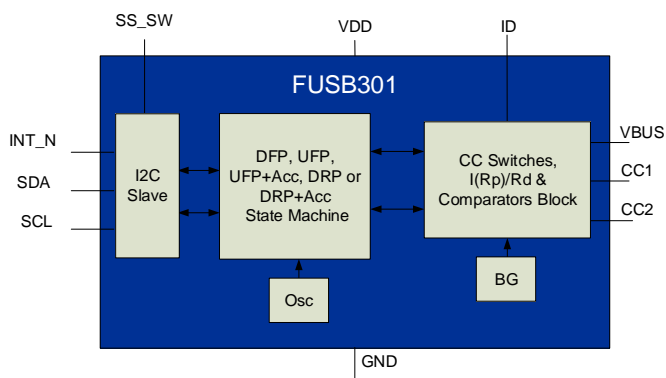 SS_SW
VDD
ID
FUSB301
INT_N
SDA
SCL
I2C
Slave
DFP, UFP,
UFP+Acc, DRP or
DRP+Acc
State Machine
CC Switches,
I(Rp)/Rd &
Comparators Block
VBUS
CC1
CC2
Osc
BG
GND